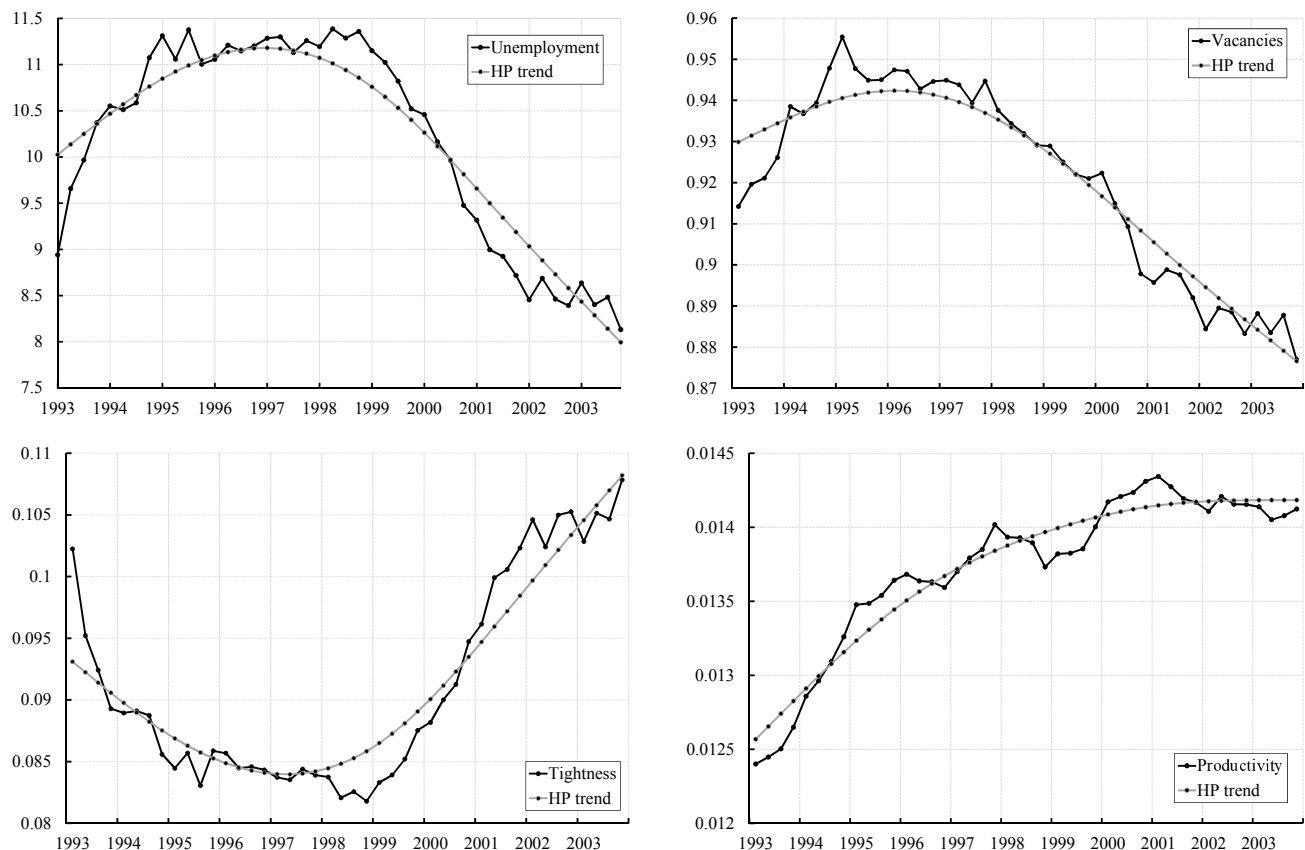 11.5
11
10.5
10
9.5
9
8.5
8
7.5
1993 1994 1995 1996 1997 1998 1999 2000 2001 2002 2003
Unemployment
HP trend
0.96
0.95
0.94
0.93
0.92
0.91
0.9
0.89
0.88
0.87
1993 1994 1995 1996 1997 1998 1999 2000 2001 2002 2003
Vacancies
HP trend
0.11
0.105
0.1
0.095
0.09
0.085
0.08
1993 1994 1995 1996 1997 1998 1999 2000 2001 2002 2003
Tightness
HP trend
0.0145
0.014
0.0135
0.013
0.0125
0.012
1993 1994 1995 1996 1997 1998 1999 2000 2001 2002 2003
Productivity
HP trend